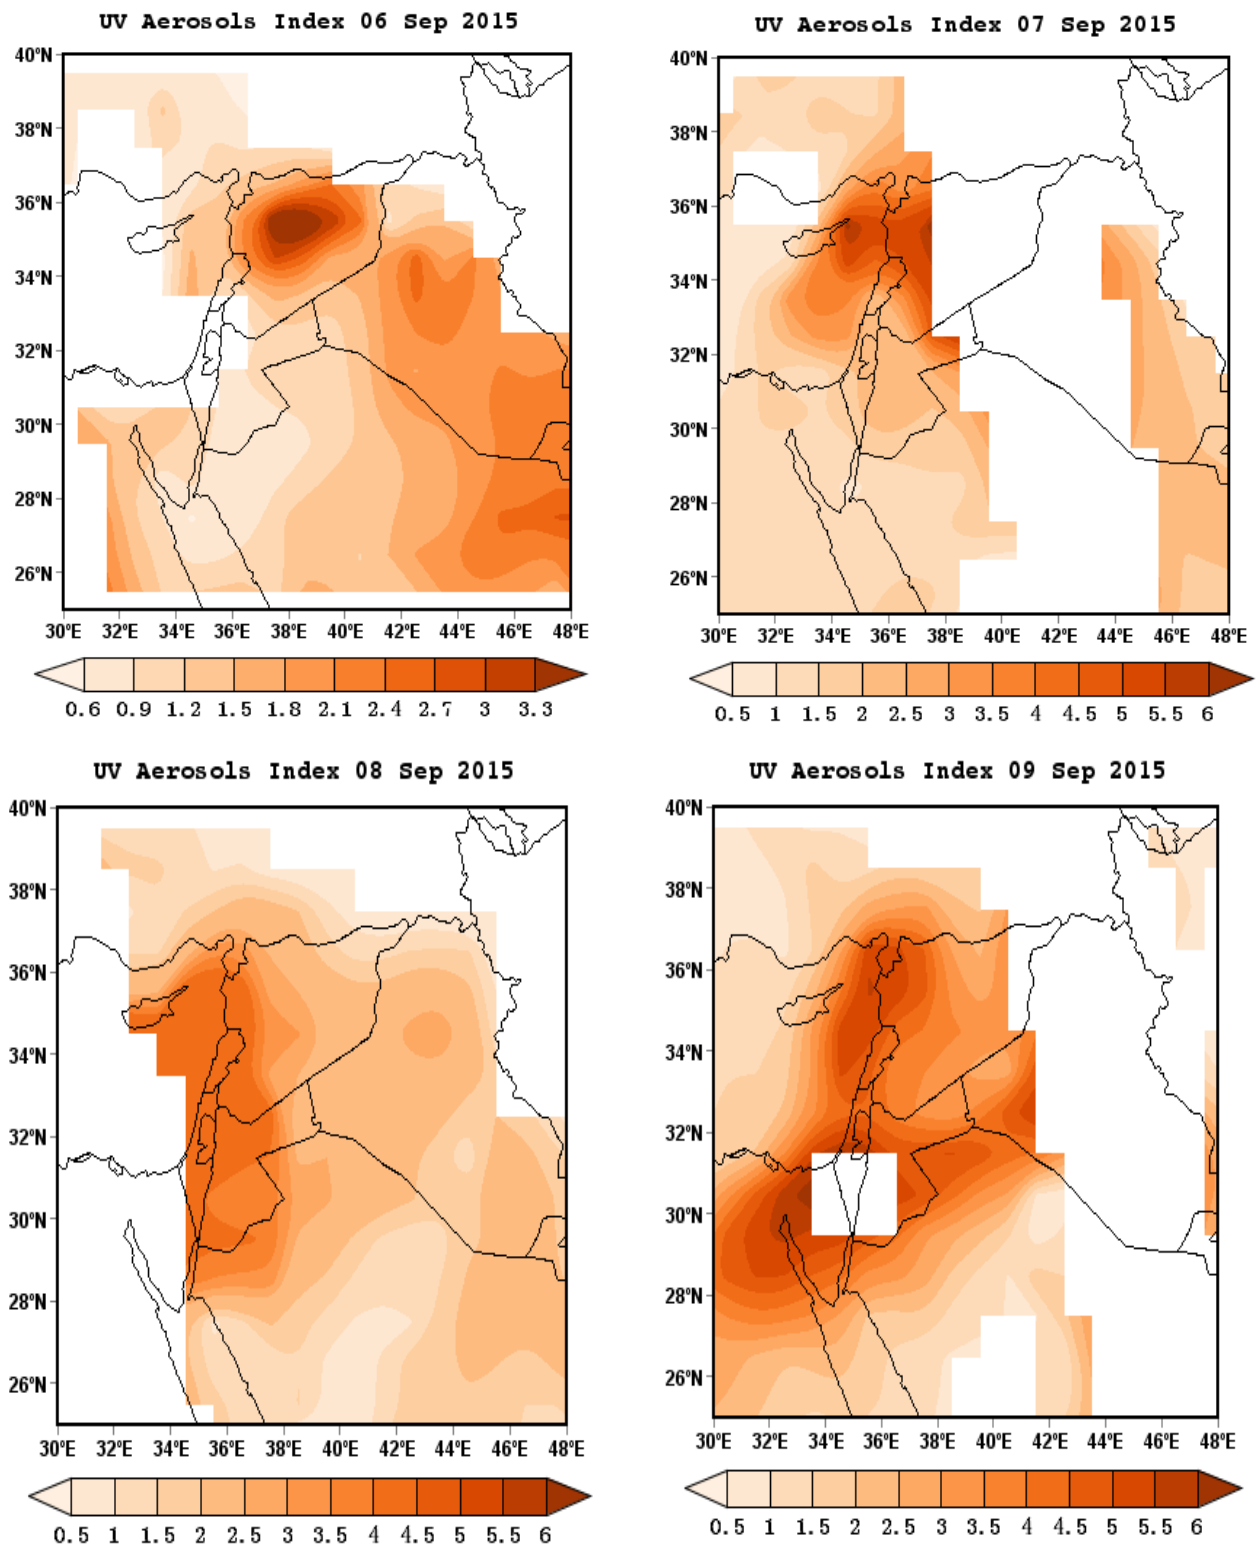 UV Aerosols Index 06 Sep 2015
40°N
38°N
36°N
34°N
32°N
30°N
28°N
26°N
30°E 32°E 34°E 36°E 38°E 40°E 42°E 44°E 46°E 48°E
0.6 0.9 1.2 1.5 1.8 2.1 2.4 2.7 3 3.3
UV Aerosols Index 07 Sep 2015
40°N
38°N
36°N
34°N
32°N
30°N
28°N
26°N
30°E 32°E 34°E 36°E 38°E 40°E 42°E 44°E 46°E 48°E
0.5 1 1.5 2 2.5 3 3.5 4 4.5 5 5.5 6
UV Aerosols Index 08 Sep 2015
40°N
38°N
36°N
34°N
32°N
30°N
28°N
26°N
30°E 32°E 34°E 36°E 38°E 40°E 42°E 44°E 46°E 48°E
0.5 1 1.5 2 2.5 3 3.5 4 4.5 5 5.5 6
UV Aerosols Index 09 Sep 2015
40°N
38°N
36°N
34°N
32°N
30°N
28°N
26°N
30°E 32°E 34°E 36°E 38°E 40°E 42°E 44°E 46°E 48°E
0.5 1 1.5 2 2.5 3 3.5 4 4.5 5 5.5 6